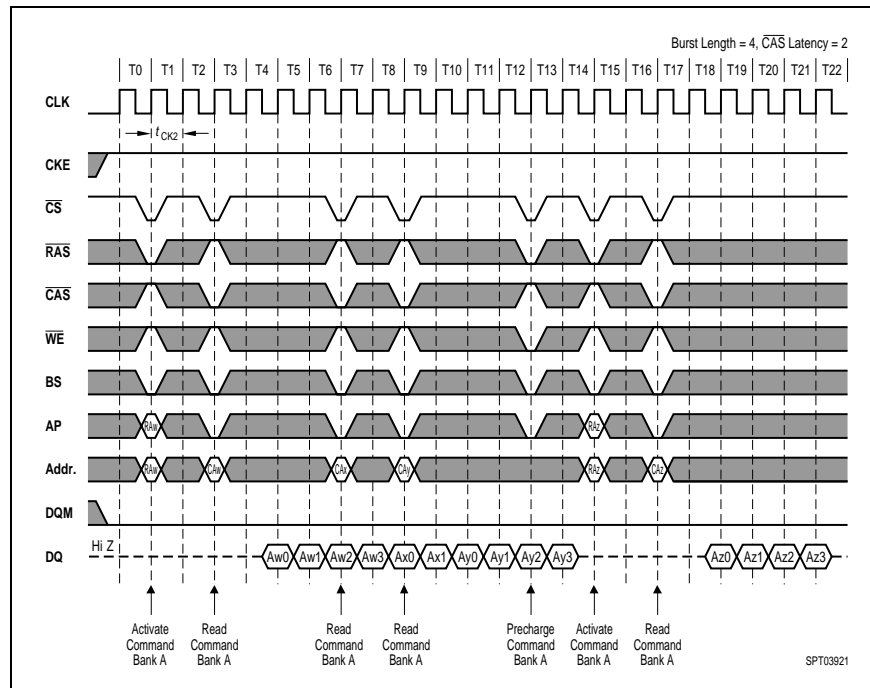 Burst Length = 4, CAS Latency = 2
T0 T1 T2 T3 T4 T5 T6 T7 T8 T9 T10 T11 T12 T13 T14 T15 T16 T17 T18 T19 T20 T21 T22
CLK
t CK2
CKE
CS
RAS
CAS
WE
BS
AP RAw RAz
Addr. RAw CAw CAx CAy RAz CAz
DQM
Hi Z
DQ Aw0 Aw1 Aw2 Aw3 Ax0 Ax1 Ay0 Ay1 Ay2 Ay3 Az0 Az1 Az2 Az3
Activate Read Read Read Precharge Activate Read
Command Command Command Command Command Command Command
Bank A Bank A Bank A Bank A Bank A Bank A Bank A
SPT03921